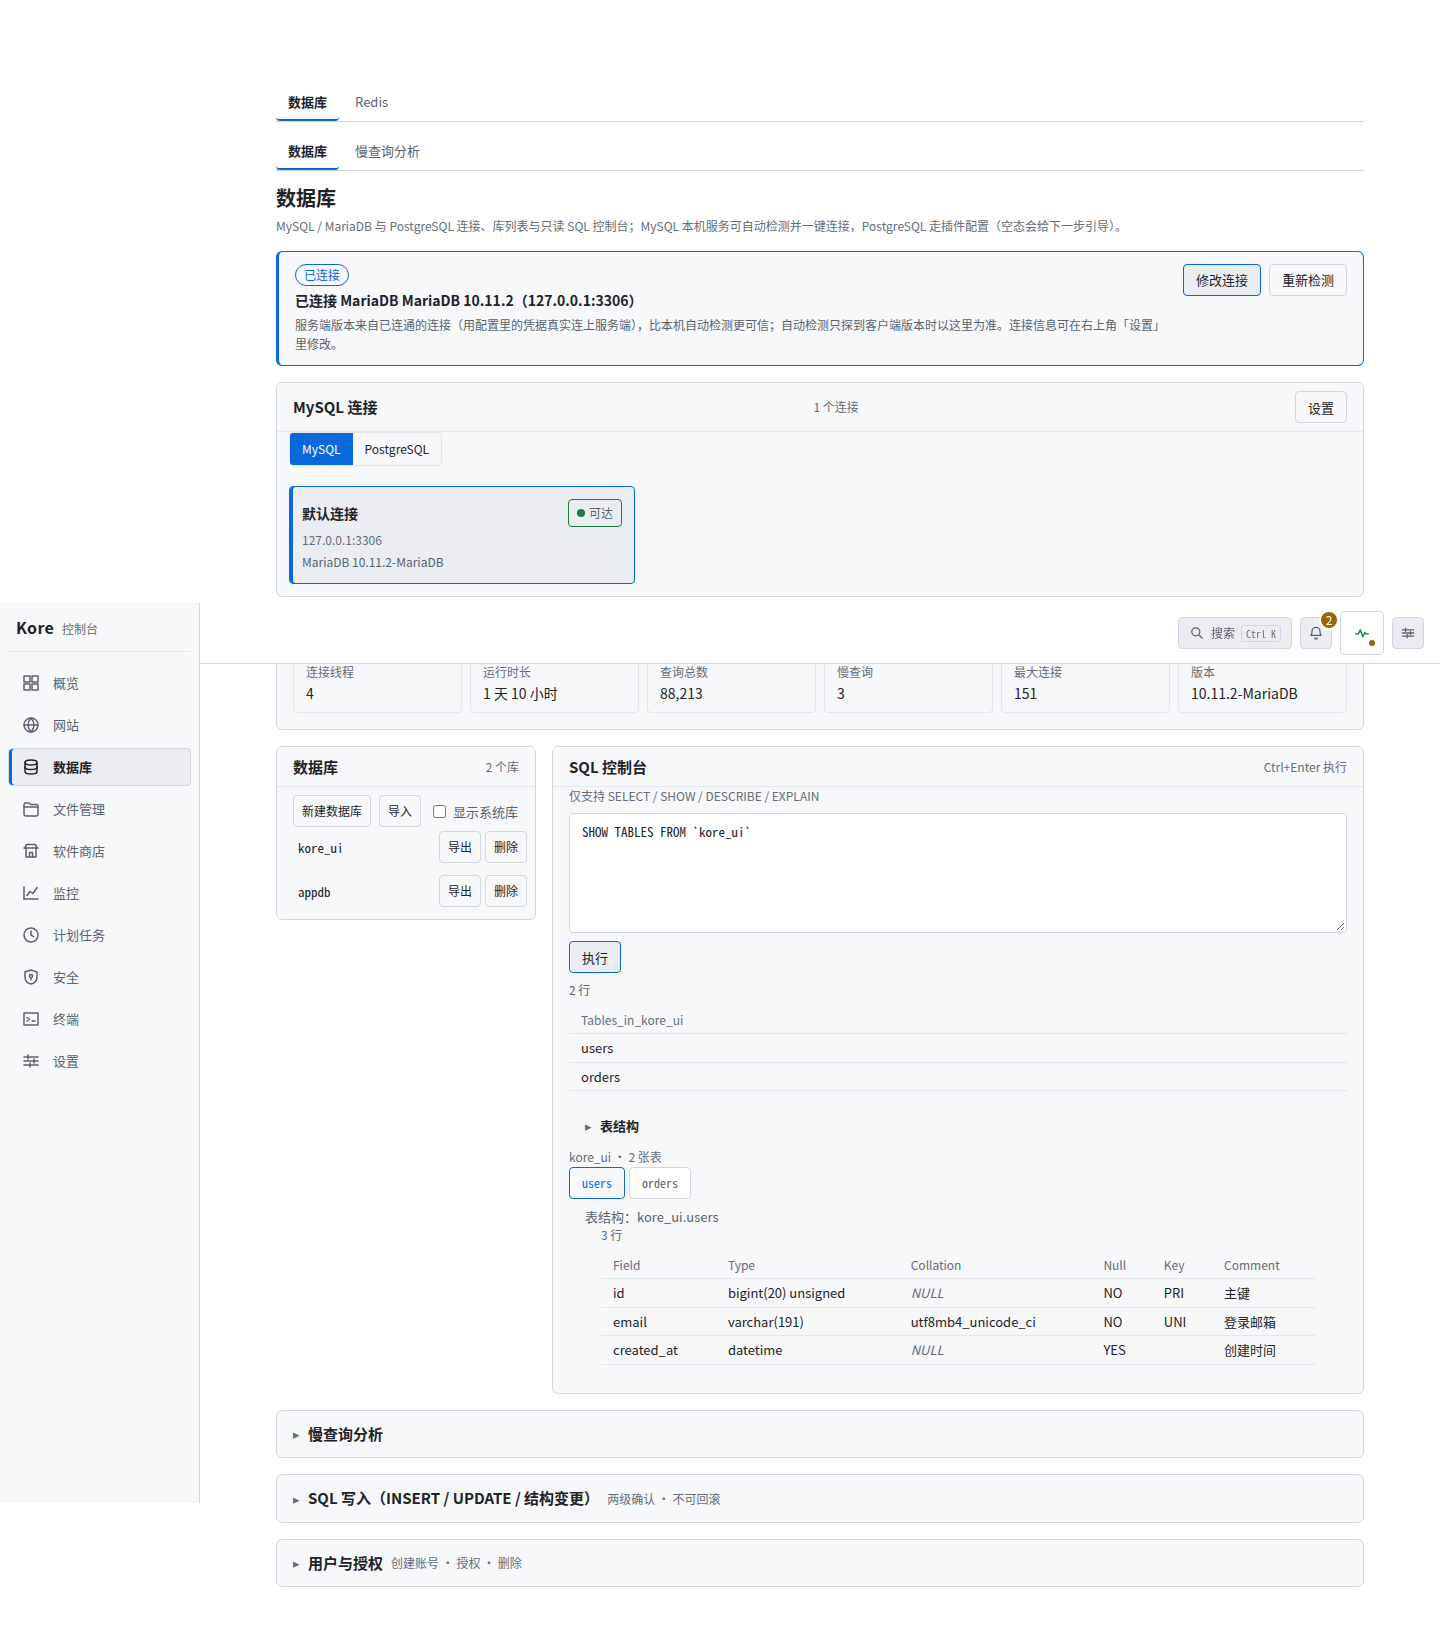 数据库 Redis
数据库 慢查询分析
数据库
MySQL / MariaDB 与 PostgreSQL 连接、库列表与只读 SQL 控制台；MySQL 本机服务可自动检测并一键连接，PostgreSQL 走插件配置（空态会给下一步引导）。
已连接
修改连接 重新检测
已连接 MariaDB MariaDB 10.11.2（127.0.0.1:3306）
服务端版本来自已连通的连接（用配置里的凭据真实连上服务端），比本机自动检测更可信；自动检测只探到客户端版本时以这里为准。连接信息可在右上角「设置」
里修改。
MySQL 连接 1 个连接 设置
MySQL PostgreSQL
默认连接 可达
127.0.0.1:3306
MariaDB 10.11.2-MariaDB
Kore 控制台
搜索 Ctrl K 2
概览
网站
数据库
文件管理
软件商店
监控
计划任务
安全
终端
设置
连接线程 运行时长 查询总数 慢查询 最大连接 版本
4 1 天 10 小时 88,213 3 151 10.11.2-MariaDB
数据库 2 个库
新建数据库 导入 显示系统库
kore_ui 导出 删除
appdb 导出 删除
SQL 控制台 Ctrl+Enter 执行
仅支持 SELECT / SHOW / DESCRIBE / EXPLAIN
SHOW TABLES FROM `kore_ui`
执行
2 行
Tables_in_kore_ui
users
orders
▸ 表结构
kore_ui · 2 张表
users orders
表结构：kore_ui.users
3 行
Field Type Collation Null Key Comment
id bigint(20) unsigned NULL NO PRI 主键
email varchar(191) utf8mb4_unicode_ci NO UNI 登录邮箱
created_at datetime NULL YES 创建时间
▸ 慢查询分析
▸ SQL 写入（INSERT / UPDATE / 结构变更） 两级确认 · 不可回滚
▸ 用户与授权 创建账号 · 授权 · 删除